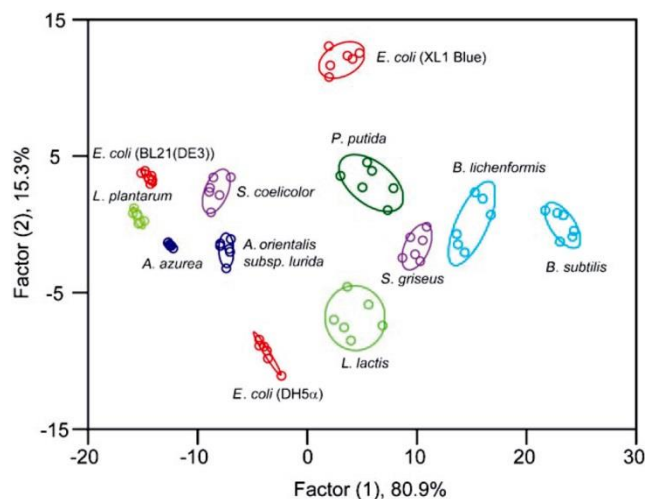 15
E. coli (XL1 Blue)
P. putida
E. coli (BL21(DE3))
5
B. lichenformis
L. plantarum
S. coelicolor
A. azurea
A. orientalis
subsp. lurida
S. griseus
B. subtilis
-5
L. lactis
E. coli (DH5α)
-15
-20
-10
0
10
20
30
Factor (1), 80.9%
Factor (2), 15.3%